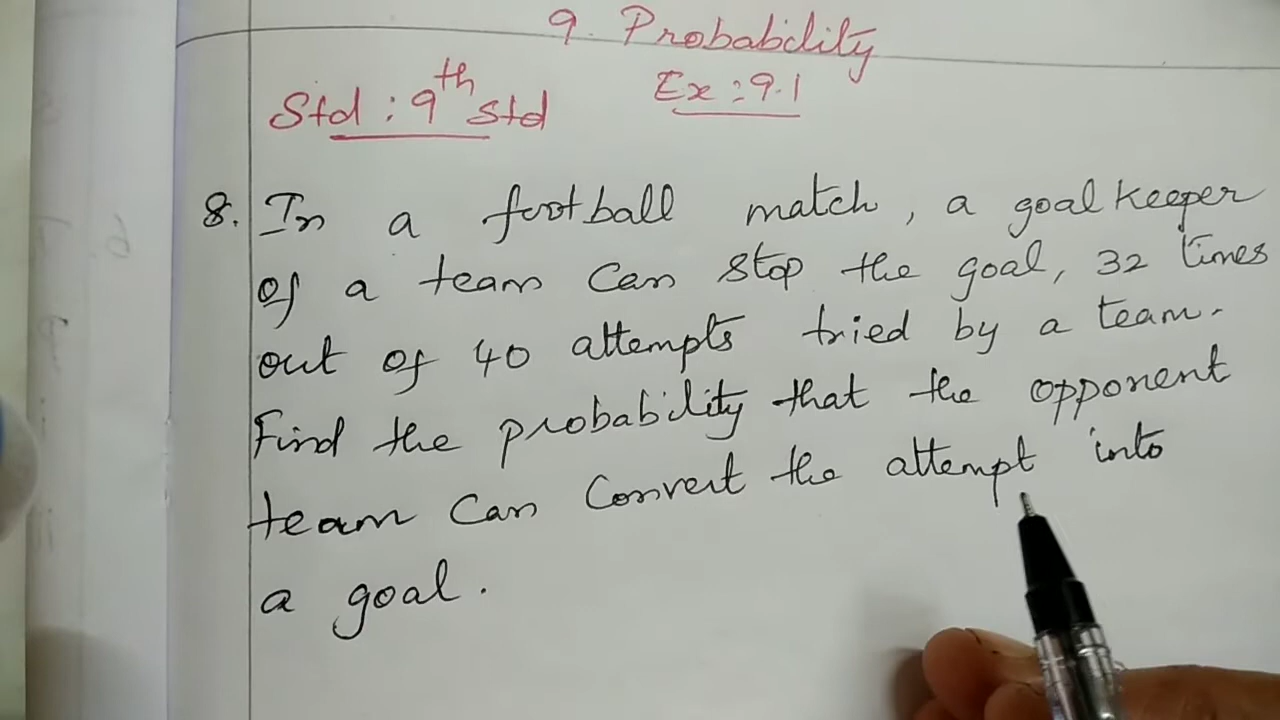 9. Probability
Std : 9th std Ex : 9.1
8. In a football match, a goalkeeper
of a team can stop the goal, 32 times
out of 40 attempts tried by a team.
Find the probability that the opponent
team can convert the attempt into
a goal.